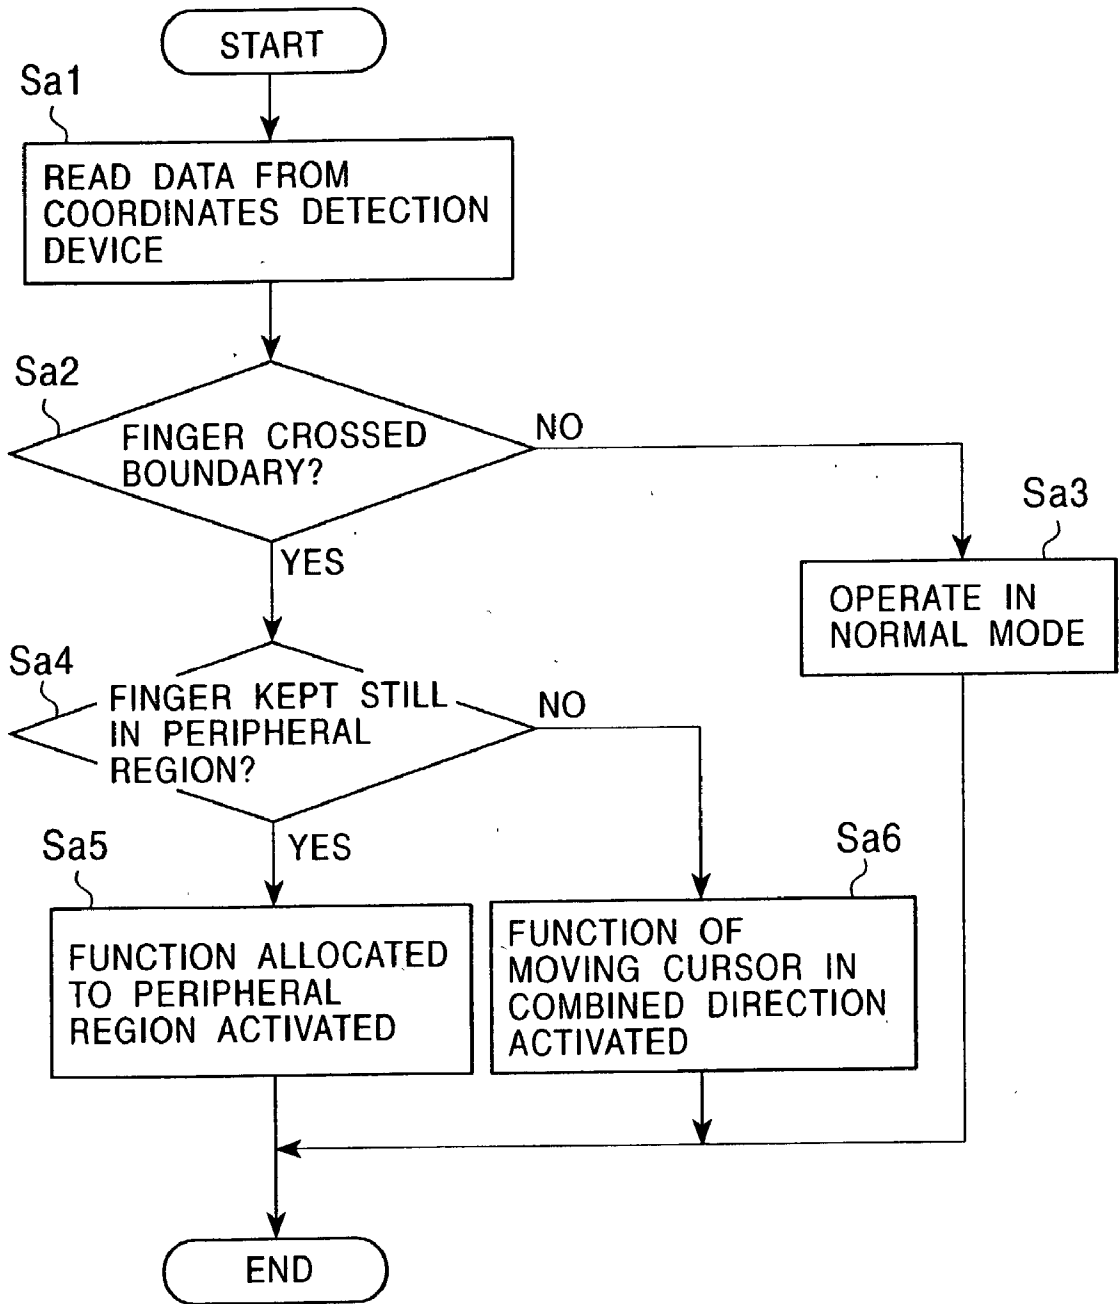 START
Sa1
READ DATA FROM
COORDINATES DETECTION
DEVICE
Sa2
FINGER CROSSED
BOUNDARY?
NO
YES
Sa3
OPERATE IN
NORMAL MODE
Sa4
FINGER KEPT STILL
IN PERIPHERAL
REGION?
NO
YES
Sa5
FUNCTION ALLOCATED
TO PERIPHERAL
REGION ACTIVATED
Sa6
FUNCTION OF
MOVING CURSOR IN
COMBINED DIRECTION
ACTIVATED
END